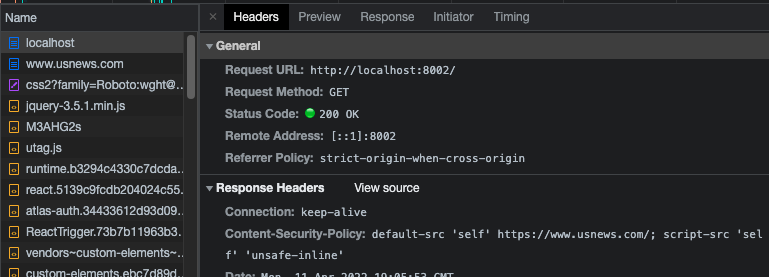 Name
× Headers Preview Response Initiator Timing
localhost
www.usnews.com
css2?family=Roboto:wght@...
jquery-3.5.1.min.js
M3AHG2s
utag.js
runtime.b3294c4330c7dcda...
react.5139c9fcdb204024c55...
atlas-auth.34433612d93d09...
ReactTrigger.73b7b11963b3...
vendors~custom-elements~...
custom-elements.ebc7d89d...
▼ General
Request URL: http://localhost:8002/
Request Method: GET
Status Code: 200 OK
Remote Address: [::1]:8002
Referrer Policy: strict-origin-when-cross-origin
▼ Response Headers View source
Connection: keep-alive
Content-Security-Policy: default-src 'self' https://www.usnews.com/; script-src 'sel
f' 'unsafe-inline'
Date: Mon, 11 Apr 2022 19:05:53 GMT